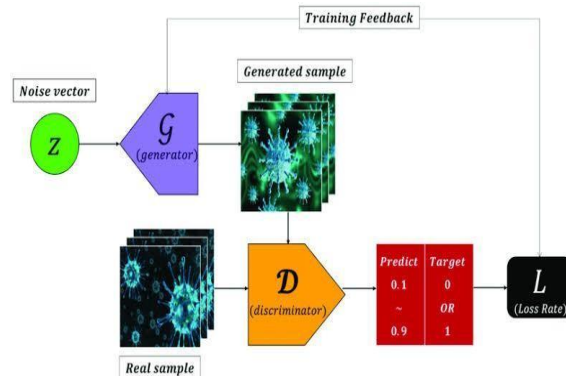 Training Feedback
Noise vector
Generated sample
Z
G
(generator)
D
(discriminator)
Real sample
Predict Target
0.1 0
~ OR
0.9 1
L
(Loss Rate)